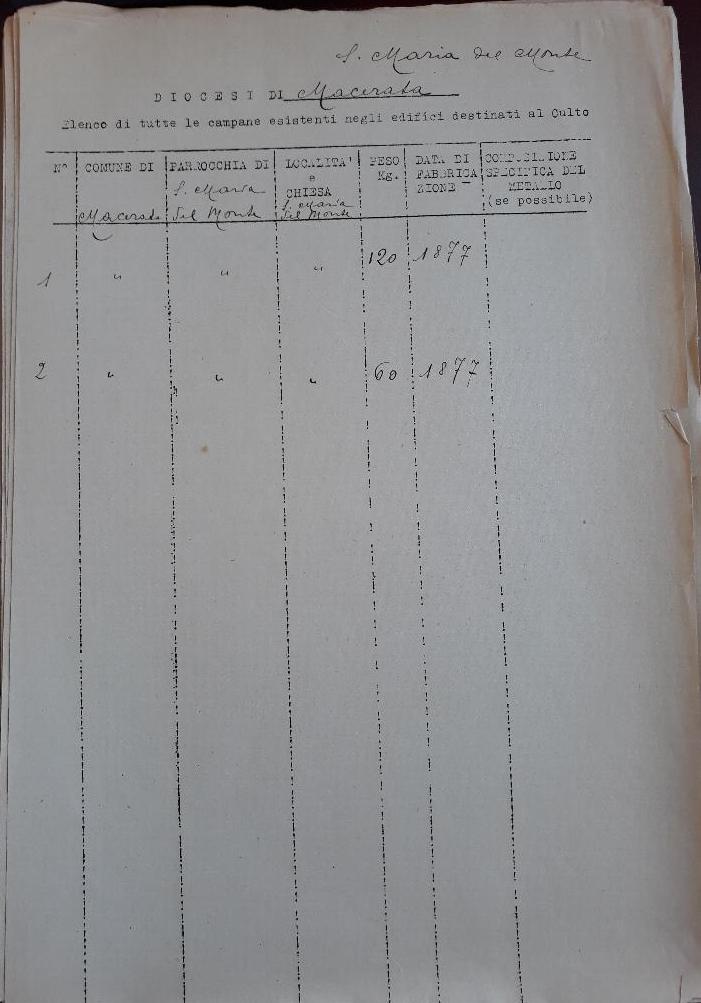 S. Maria del Monte
DIOCESI DI Macerata
Elenco di tutte le campane esistenti negli edifici destinati al Culto
N° COMUNE DI PARROCCHIA DI LOCALITA' e CHIESA PESO Kg. DATA DI FABBRICA ZIONE COMPOSIZIONE SPECIFICA DEL METALLO (se possibile)
Macerata S. Maria del Monte S. Maria del Monte
1 " " " 120 1877
2 " " " 60 1877